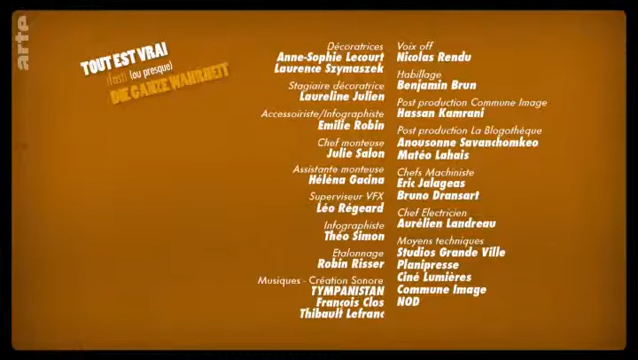 arte
TOUT EST VRAI
(fast) (ou presque)
DIE GANZE WAHRHEIT
Décoratrices
Anne-Sophie Lecourt
Laurence Szymaszek
Stagiaire décoratrice
Laureline Julien
Accessoiriste/Infographiste
Emilie Robin
Chef monteuse
Julie Salon
Assistante monteuse
Héléna Gacina
Superviseur VFX
Léo Régeard
Infographiste
Théo Simon
Etalonnage
Robin Risser
Musiques - Création Sonore
TYMPANISTAN
François Clos
Thibault Lefranc
Voix off
Nicolas Rendu
Habillage
Benjamin Brun
Post production Commune Image
Hassan Kamrani
Post production La Blogothèque
Anousonne Savanchomkeo
Matéo Lahais
Chefs Machiniste
Eric Jalageas
Bruno Dransart
Chef Electricien
Aurélien Landreau
Moyens techniques
Studios Grande Ville
Planipresse
Ciné Lumières
Commune Image
NOD